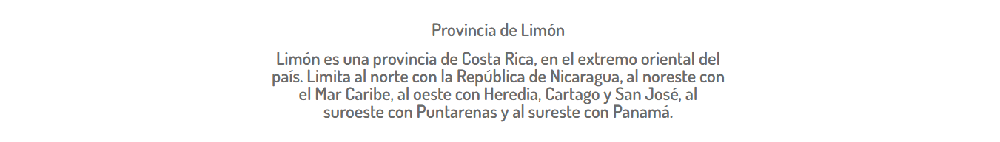 Provincia de Limón
Limón es una provincia de Costa Rica, en el extremo oriental del
país. Limita al norte con la República de Nicaragua, al noreste con
el Mar Caribe, al oeste con Heredia, Cartago y San José, al
suroeste con Puntarenas y al sureste con Panamá.